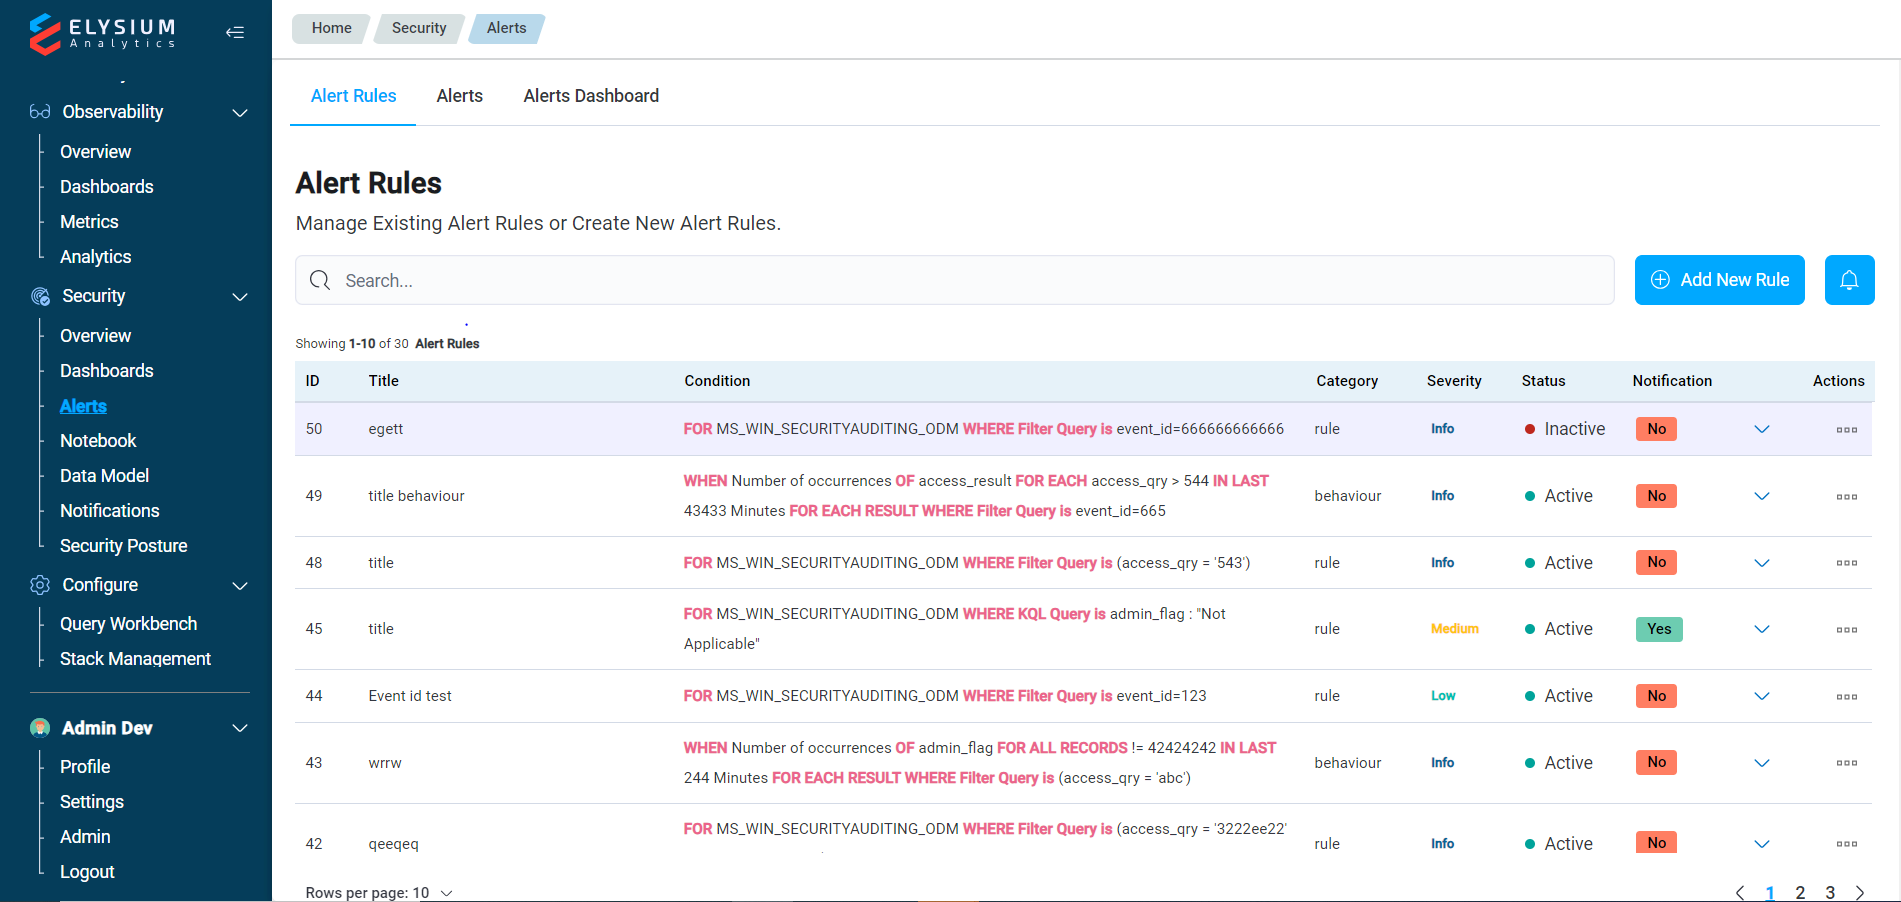 ELYSIUM
Analytics
Observability
Overview
Dashboards
Metrics
Analytics
Security
Overview
Dashboards
Alerts
Notebook
Data Model
Notifications
Security Posture
Configure
Query Workbench
Stack Management
Admin Dev
Profile
Settings
Admin
Logout
Home Security Alerts
Alert Rules Alerts Alerts Dashboard
Alert Rules
Manage Existing Alert Rules or Create New Alert Rules.
Search...
Add New Rule
Showing 1-10 of 30 Alert Rules
ID Title Condition Category Severity Status Notification Actions
50 egett FOR MS_WIN_SECURITYAUDITING_ODM WHERE Filter Query is event_id=666666666666 rule Info Inactive No
WHEN Number of occurrences OF access_result FOR EACH access_qry > 544 IN LAST
49 title behaviour behaviour Info Active No
43433 Minutes FOR EACH RESULT WHERE Filter Query is event_id=665
48 title FOR MS_WIN_SECURITYAUDITING_ODM WHERE Filter Query is (access_qry = '543') rule Info Active No
FOR MS_WIN_SECURITYAUDITING_ODM WHERE KQL Query is admin_flag : "Not
45 title rule Medium Active Yes
Applicable"
44 Event id test FOR MS_WIN_SECURITYAUDITING_ODM WHERE Filter Query is event_id=123 rule Low Active No
WHEN Number of occurrences OF admin_flag FOR ALL RECORDS != 42424242 IN LAST
43 wrrw behaviour Info Active No
244 Minutes FOR EACH RESULT WHERE Filter Query is (access_qry = 'abc')
FOR MS_WIN_SECURITYAUDITING_ODM WHERE Filter Query is (access_qry = '3222ee22'
42 qeeqeq rule Info Active No
Rows per page: 10
1 2 3